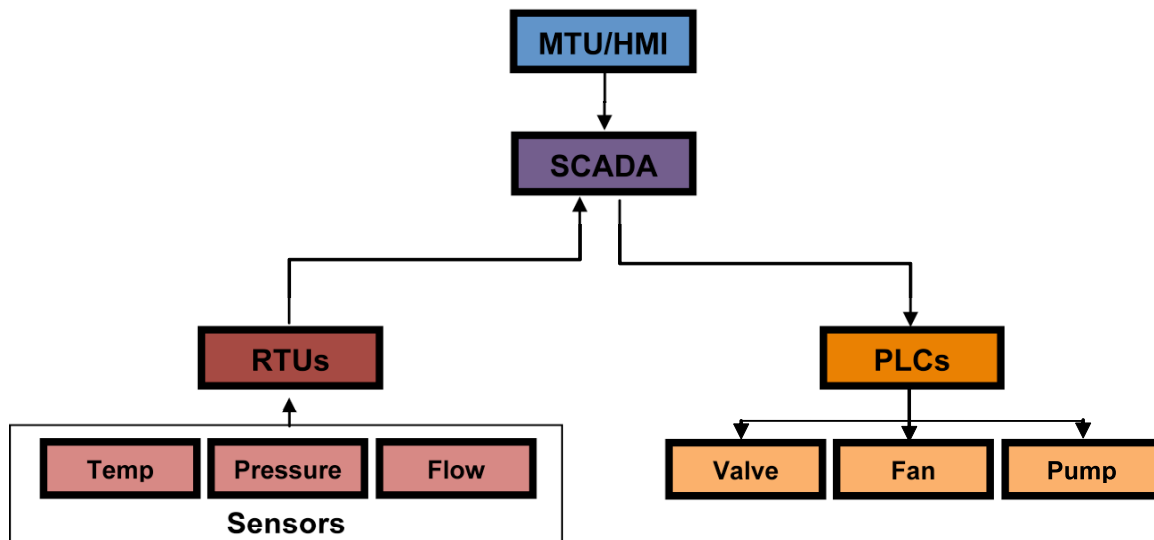 MTU/HMI
SCADA
RTUs
PLCs
Temp
Pressure
Flow
Valve
Fan
Pump
Sensors